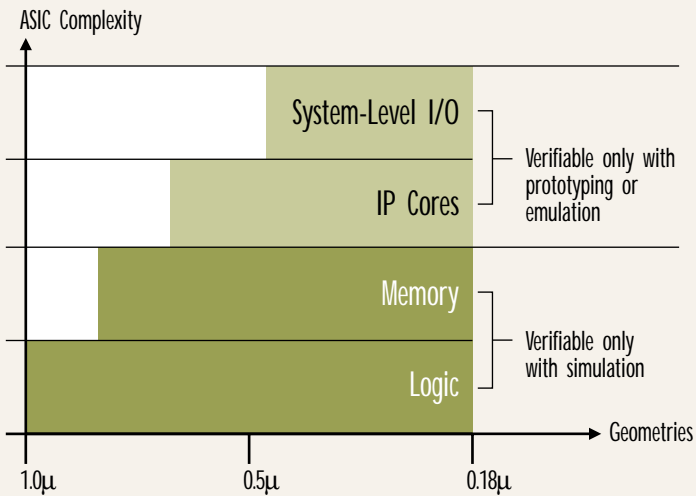 ASIC Complexity
System-Level I/O
IP Cores
Verifiable only with
prototyping or
emulation
Memory
Logic
Verifiable only
with simulation
Geometries
1.0μ
0.5μ
0.18μ